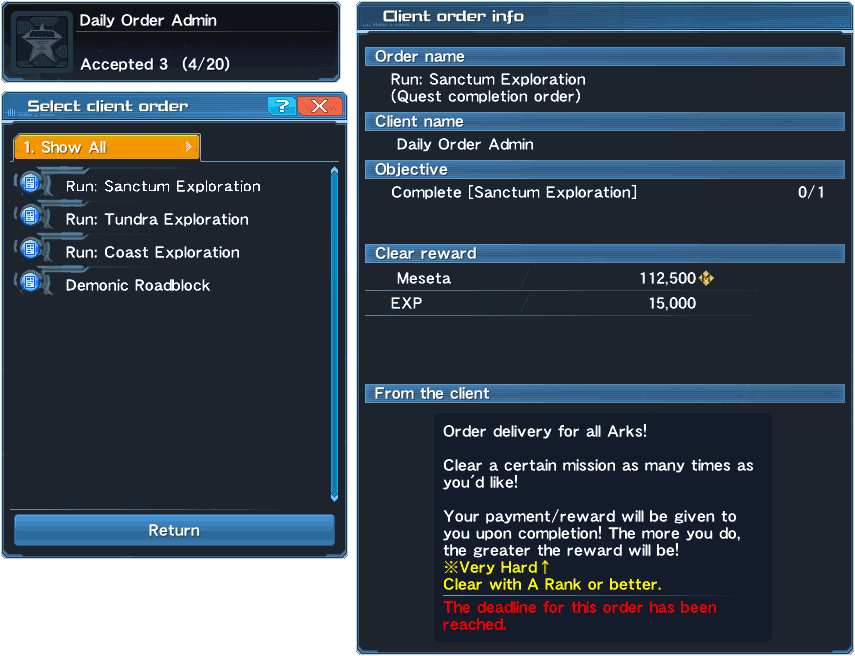 Daily Order Admin
Accepted 3 (4/20)
Select client order
?
1. Show All
Run: Sanctum Exploration
Run: Tundra Exploration
Run: Coast Exploration
Demonic Roadblock
Return
Client order info
Order name
Run: Sanctum Exploration
(Quest completion order)
Client name
Daily Order Admin
Objective
Complete [Sanctum Exploration] 0/1
Clear reward
Meseta 112,500
EXP 15,000
From the client
Order delivery for all Arks!
Clear a certain mission as many times as
you'd like!
Your payment/reward will be given to
you upon completion! The more you do,
the greater the reward will be!
※Very Hard↑
Clear with A Rank or better.
The deadline for this order has been
reached.